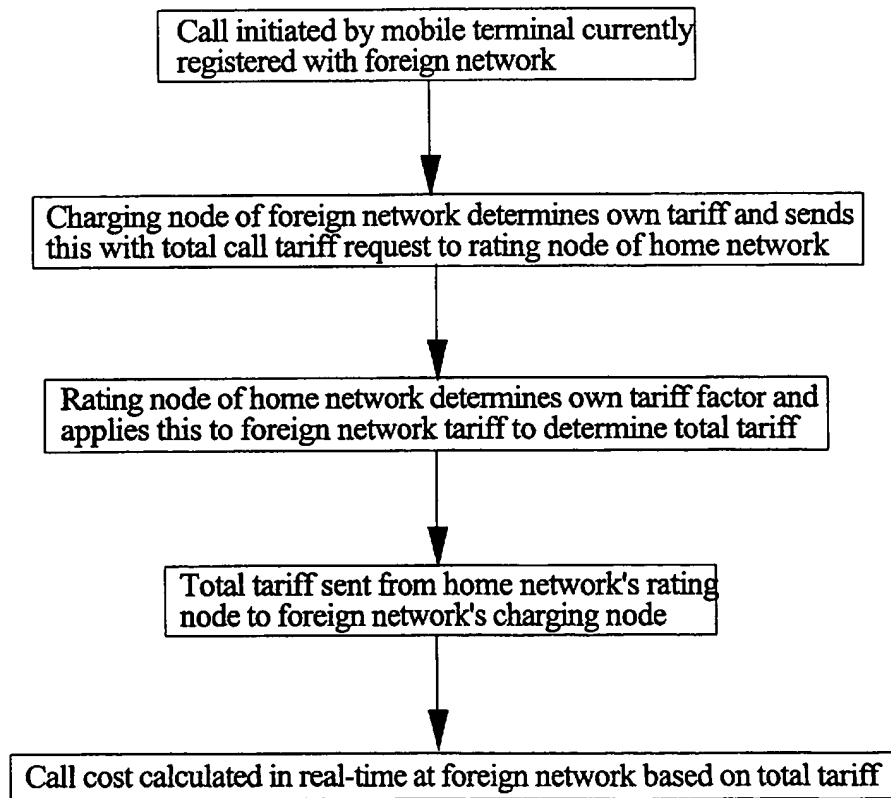 Call initiated by mobile terminal currently
registered with foreign network
Charging node of foreign network determines own tariff and sends
this with total call tariff request to rating node of home network
Rating node of home network determines own tariff factor and
applies this to foreign network tariff to determine total tariff
Total tariff sent from home network's rating
node to foreign network's charging node
Call cost calculated in real-time at foreign network based on total tariff